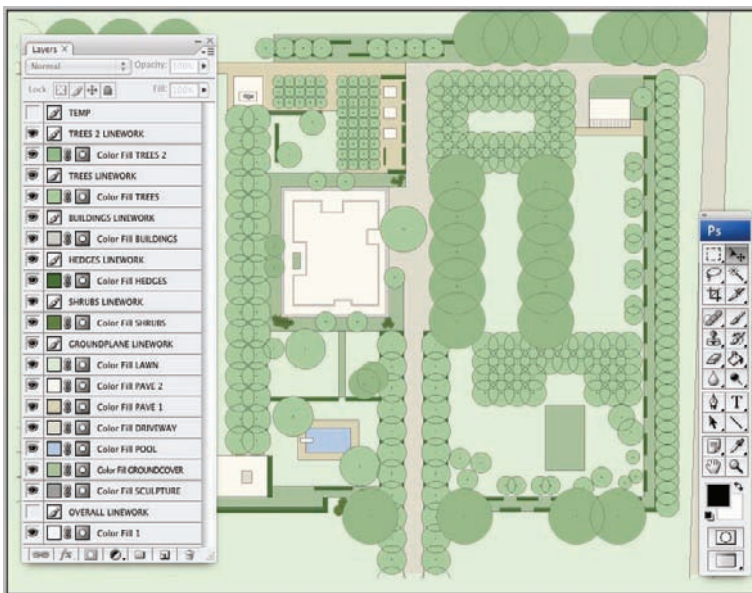 Layers ×
Normal
Opacity: 100%
Lock:
Fill: 100%
TEMP
TREES 2 LINEWORK
Color Fill TREES 2
TREES LINEWORK
Color Fill TREES
BUILDINGS LINEWORK
Color Fill BUILDINGS
HEDGES LINEWORK
Color Fill HEDGES
SHRUBS LINEWORK
Color Fill SHRUBS
GROUNDPLANE LINEWORK
Color Fill LAWN
Color Fill PAVE 2
Color Fill PAVE 1
Color Fill DRIVEWAY
Color Fill POOL
Color Fill GROUNDCOVER
Color Fill SCULPTURE
OVERALL LINEWORK
Color Fill 1
Ps
T